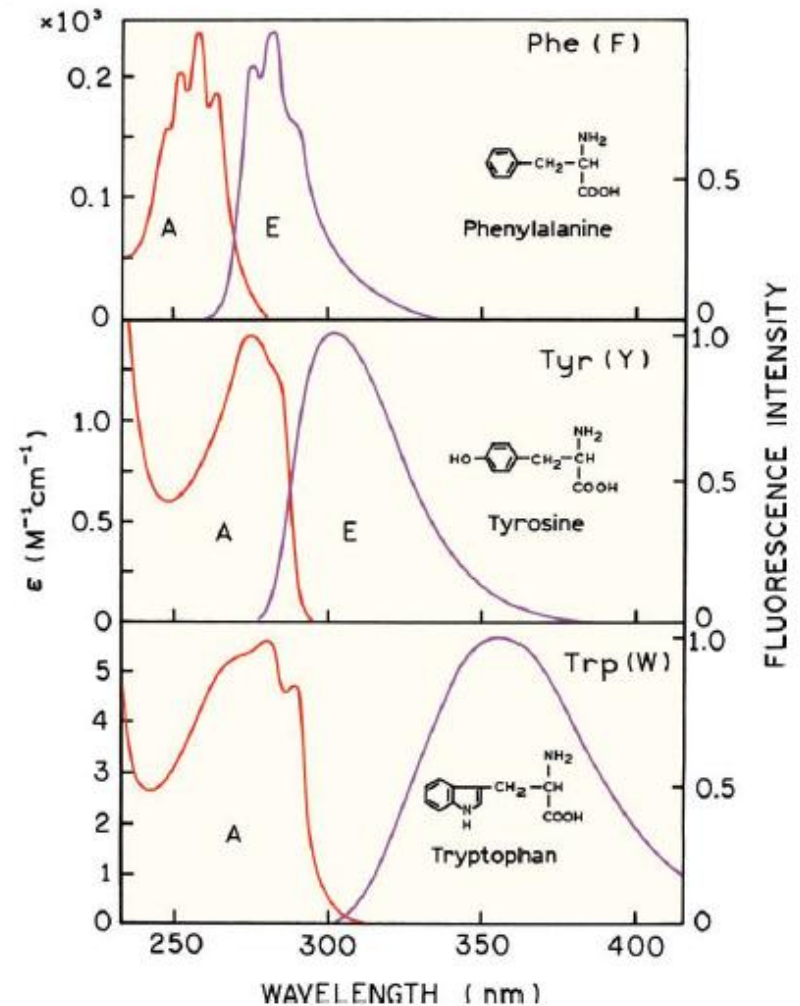 ×10³
Phe (F)
0.2
NH₂
CH₂
CH
COOH
0.5
0.1
A
E
Phenylalanine
0
0
1.0
Tyr (Y)
1.0
NH₂
HO
CH₂
CH
COOH
0.5
0.5
A
E
Tyrosine
0
0
1.0
Trp (W)
5
4
NH₂
3
CH₂
CH
0.5
N
H
COOH
2
A
Tryptophan
1
0
0
250
300
350
400
WAVELENGTH (nm)
ε (M⁻¹cm⁻¹)
FLUORESCENCE INTENSITY